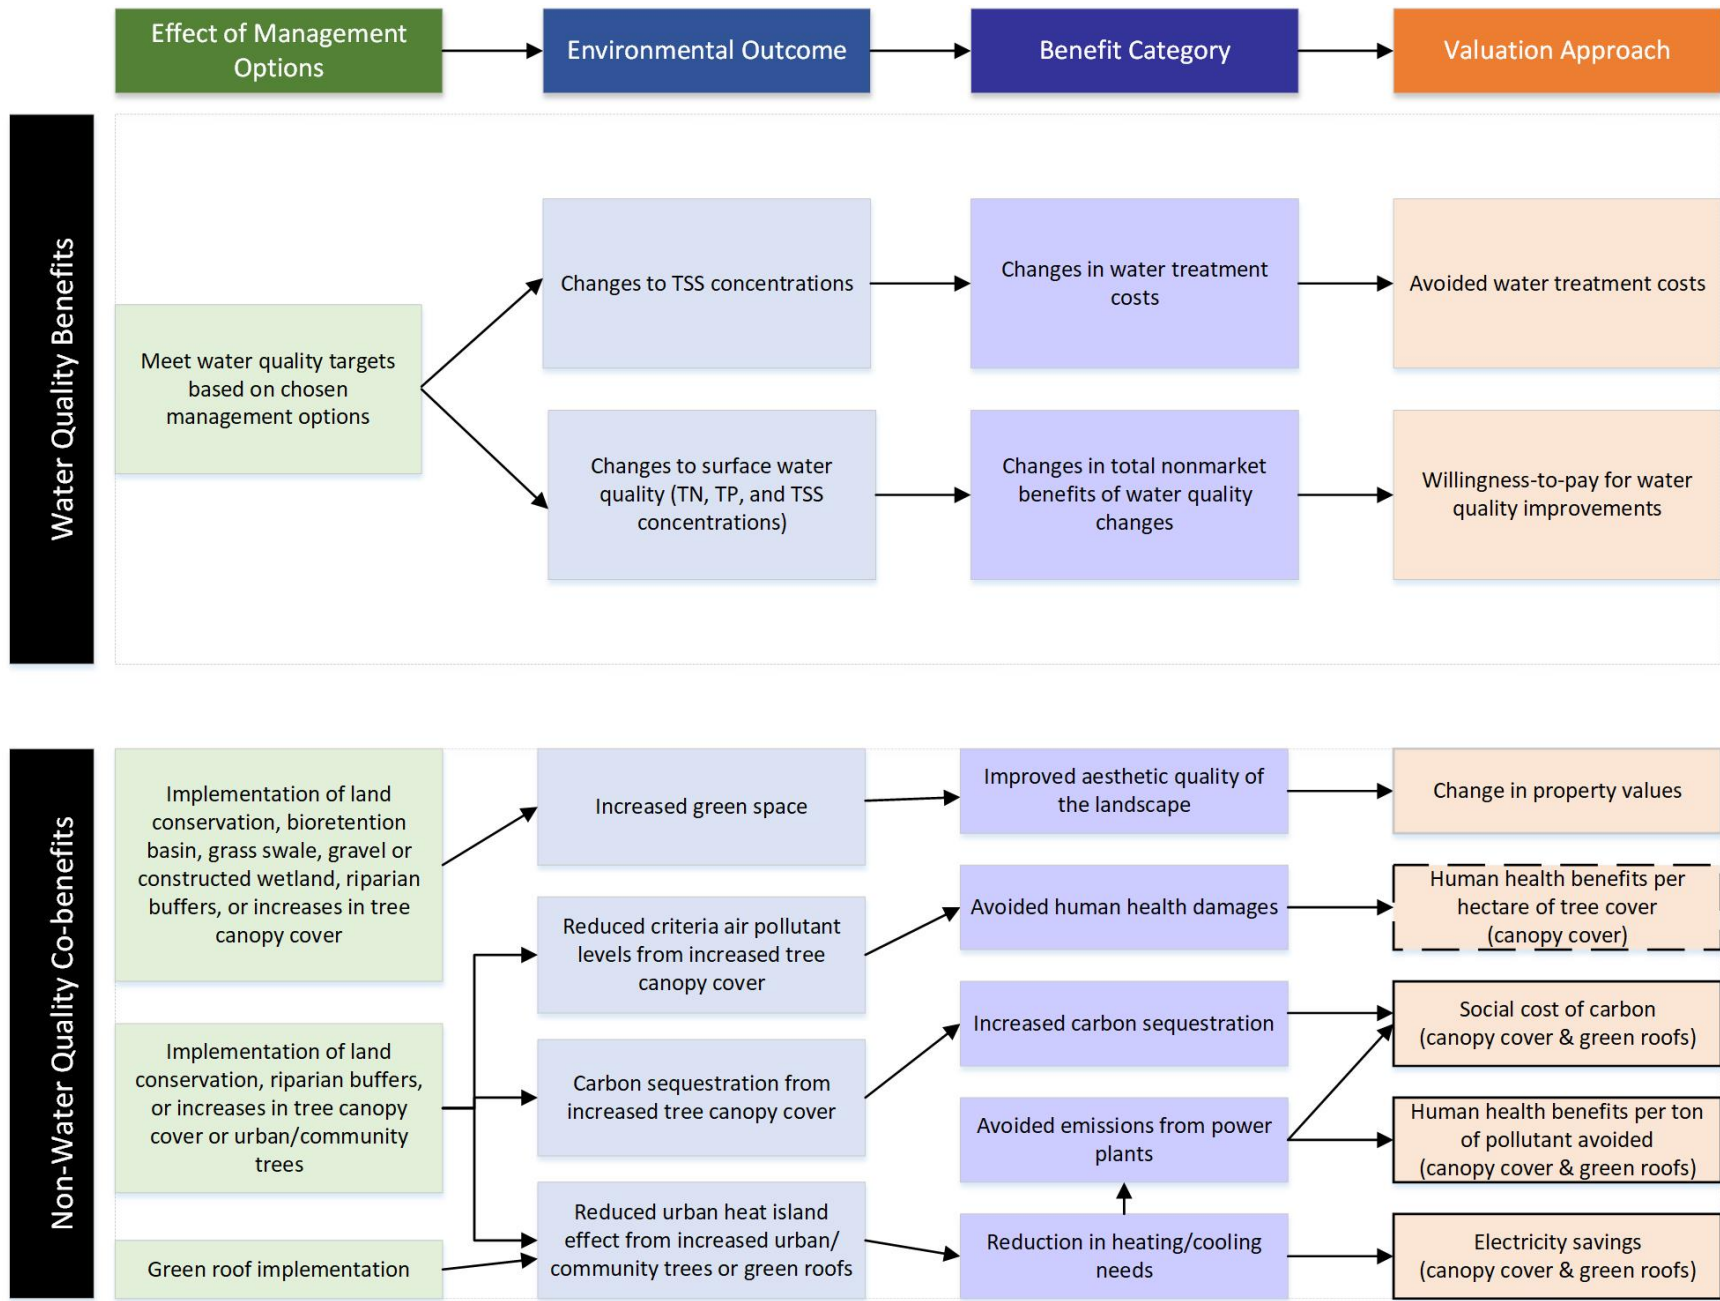 Effect of Management
Options
Environmental Outcome
Benefit Category
Valuation Approach
Water Quality Benefits
Meet water quality targets
based on chosen
management options
Changes to TSS concentrations
Changes in water treatment
costs
Avoided water treatment costs
Changes to surface water
quality (TN, TP, and TSS
concentrations)
Changes in total nonmarket
benefits of water quality
changes
Willingness-to-pay for water
quality improvements
Non-Water Quality Co-benefits
Implementation of land
conservation, bioretention
basin, grass swale, gravel or
constructed wetland, riparian
buffers, or increases in tree
canopy cover
Increased green space
Improved aesthetic quality of
the landscape
Change in property values
Reduced criteria air pollutant
levels from increased tree
canopy cover
Avoided human health damages
Human health benefits per
hectare of tree cover
(canopy cover)
Implementation of land
conservation, riparian buffers,
or increases in tree canopy
cover or urban/community
trees
Carbon sequestration from
increased tree canopy cover
Increased carbon sequestration
Social cost of carbon
(canopy cover & green roofs)
Avoided emissions from power
plants
Human health benefits per ton
of pollutant avoided
(canopy cover & green roofs)
Green roof implementation
Reduced urban heat island
effect from increased urban/
community trees or green roofs
Reduction in heating/cooling
needs
Electricity savings
(canopy cover & green roofs)